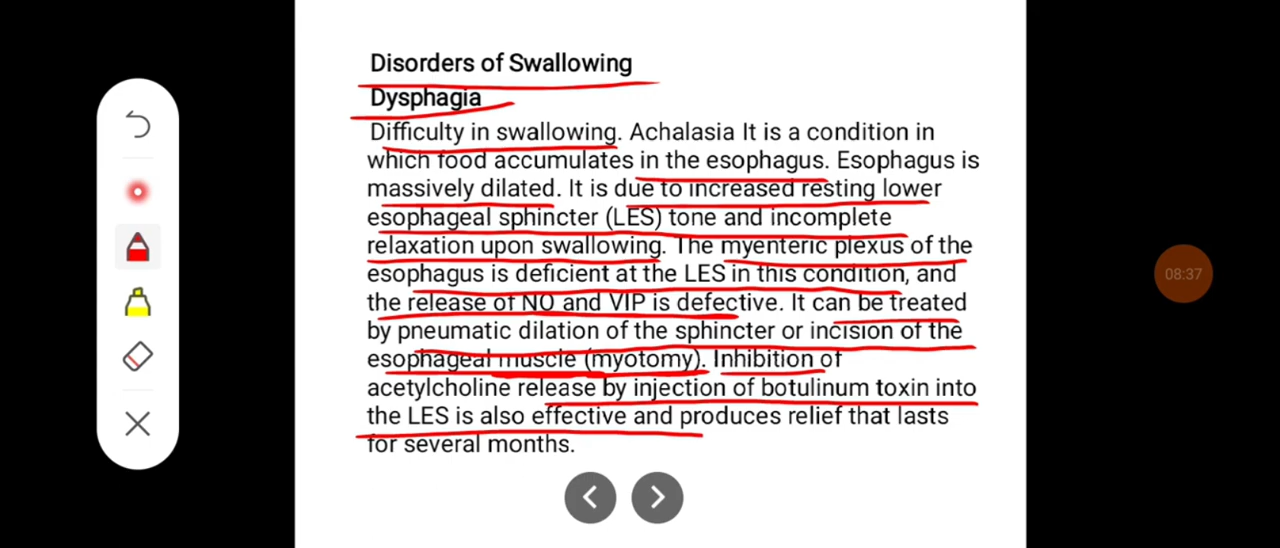 Disorders of Swallowing
Dysphagia
Difficulty in swallowing. Achalasia It is a condition in
which food accumulates in the esophagus. Esophagus is
massively dilated. It is due to increased resting lower
esophageal sphincter (LES) tone and incomplete
relaxation upon swallowing. The myenteric plexus of the
esophagus is deficient at the LES in this condition, and
the release of NO and VIP is defective. It can be treated
by pneumatic dilation of the sphincter or incision of the
esophageal muscle (myotomy). Inhibition of
acetylcholine release by injection of botulinum toxin into
the LES is also effective and produces relief that lasts
for several months.
08:37